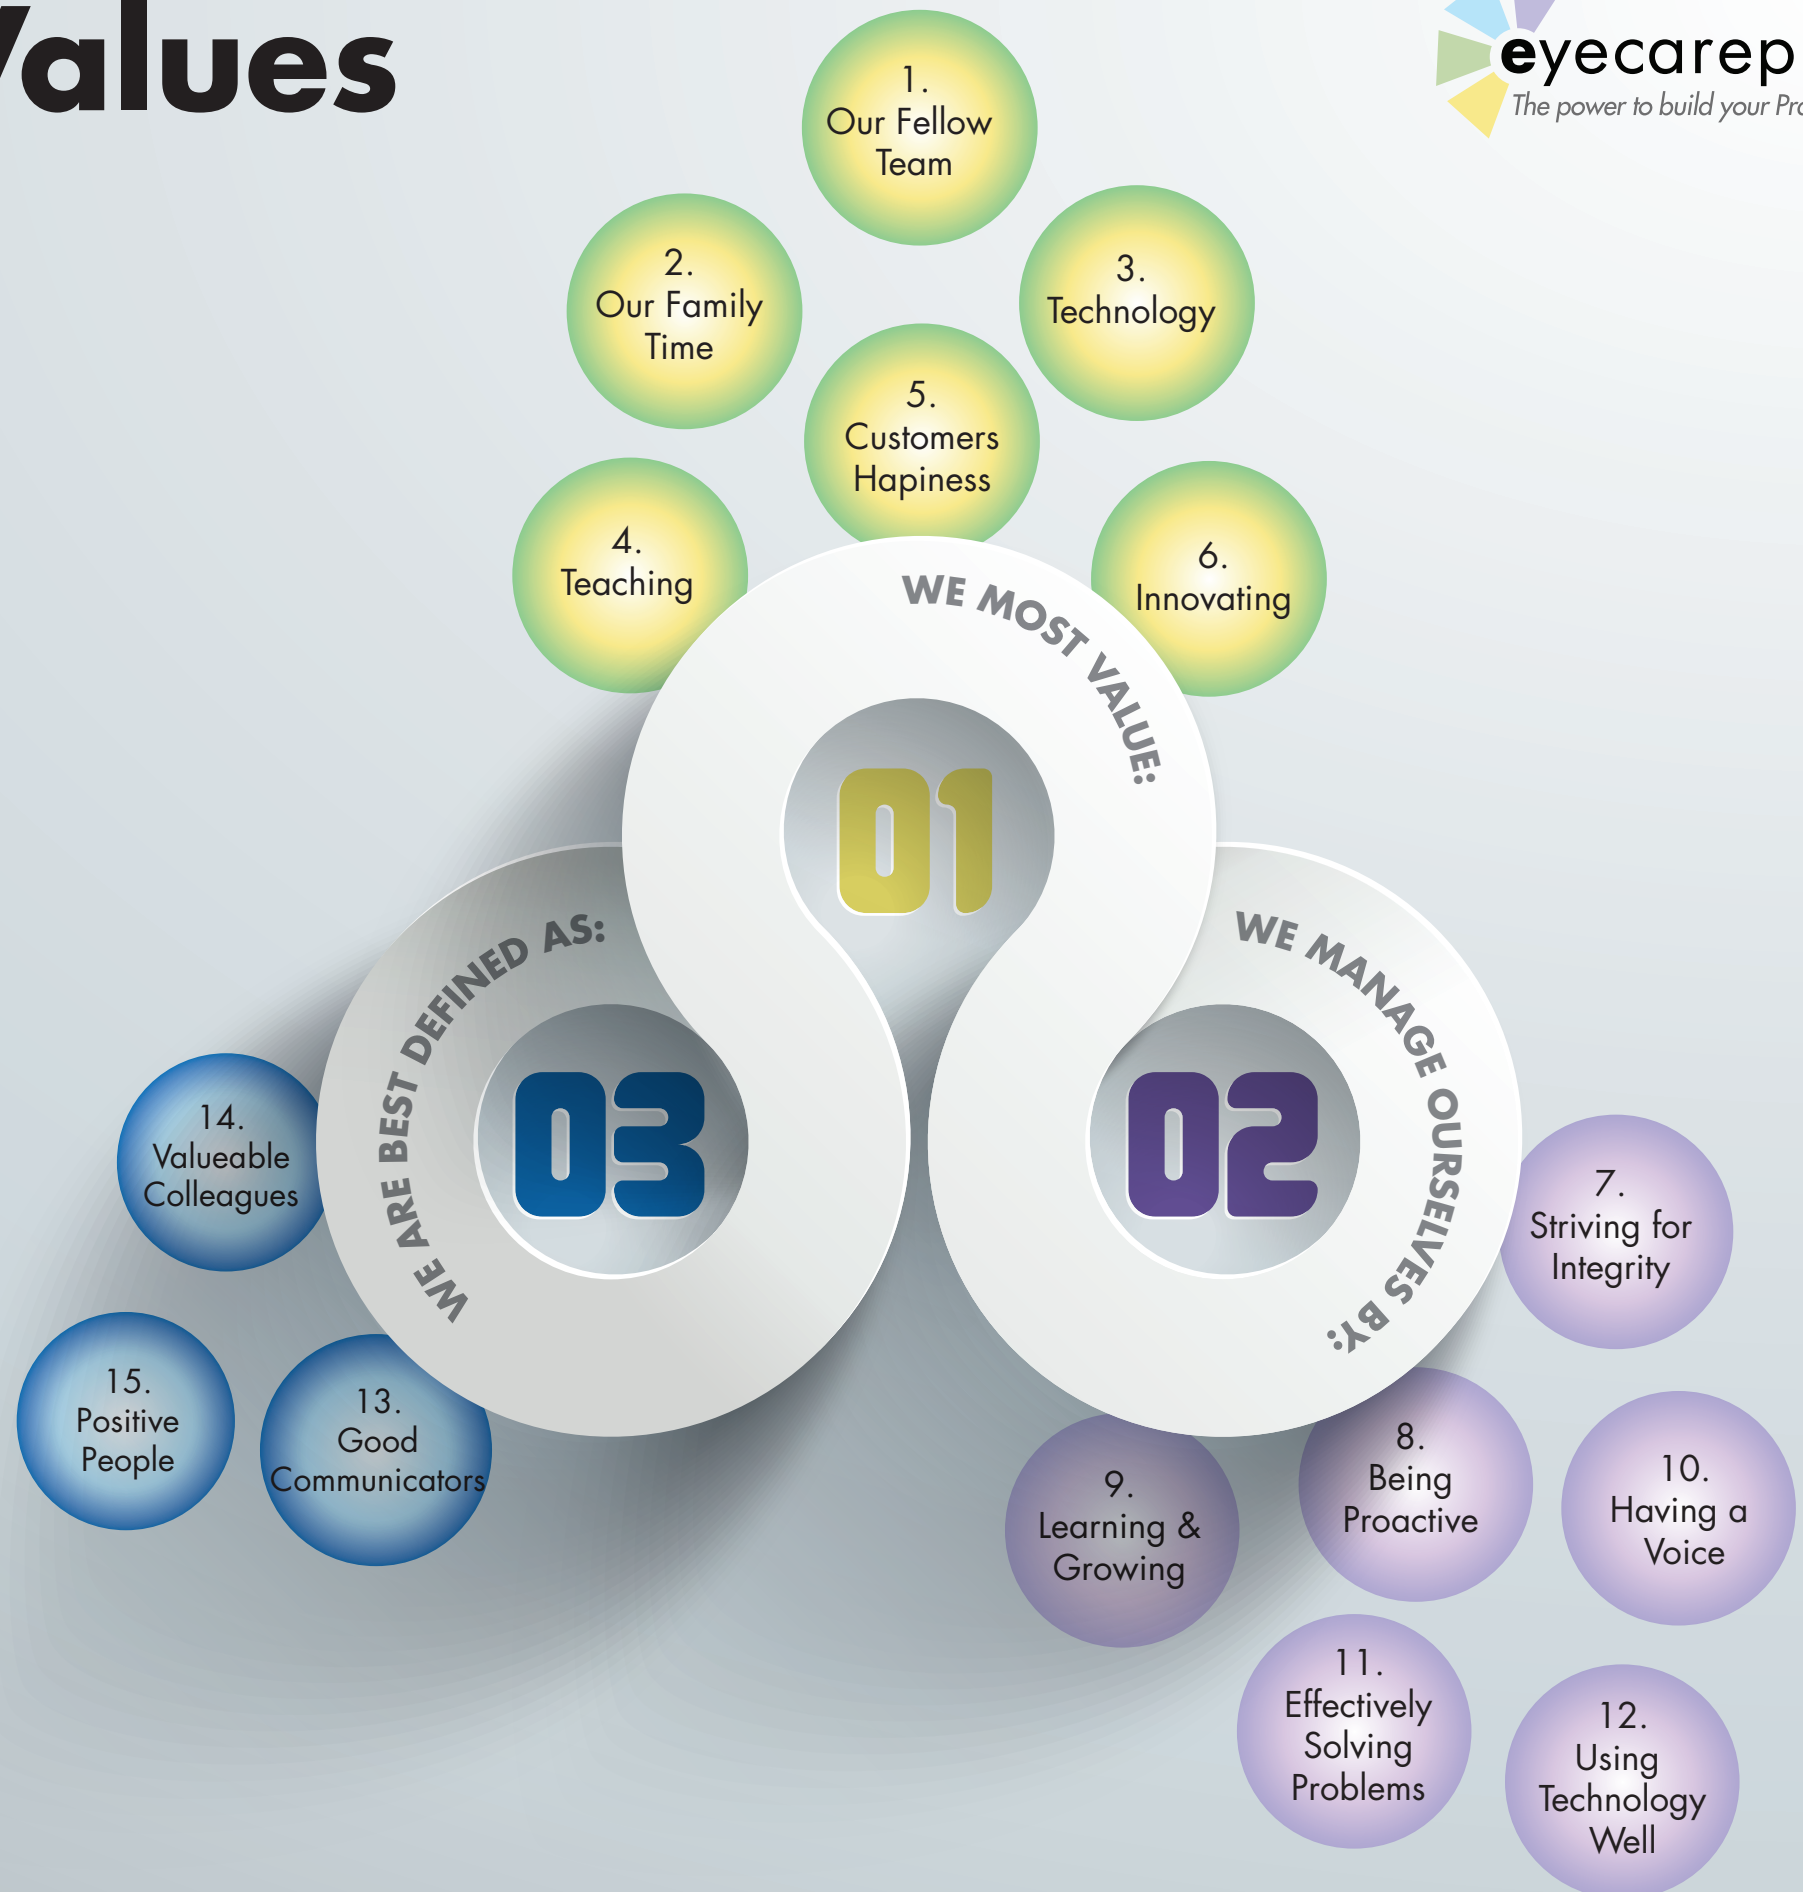 Values
eyecarep
The power to build your Pra
1.
Our Fellow
Team
2.
Our Family
Time
3.
Technology
5.
Customers
Hapiness
4.
Teaching
6.
Innovating
WE MOST VALUE:
01
WE ARE BEST DEFINED AS:
03
WE MANAGE OURSELVES BY:
02
14.
Valueable
Colleagues
15.
Positive
People
13.
Good
Communicators
7.
Striving for
Integrity
8.
Being
Proactive
9.
Learning &
Growing
10.
Having a
Voice
11.
Effectively
Solving
Problems
12.
Using
Technology
Well